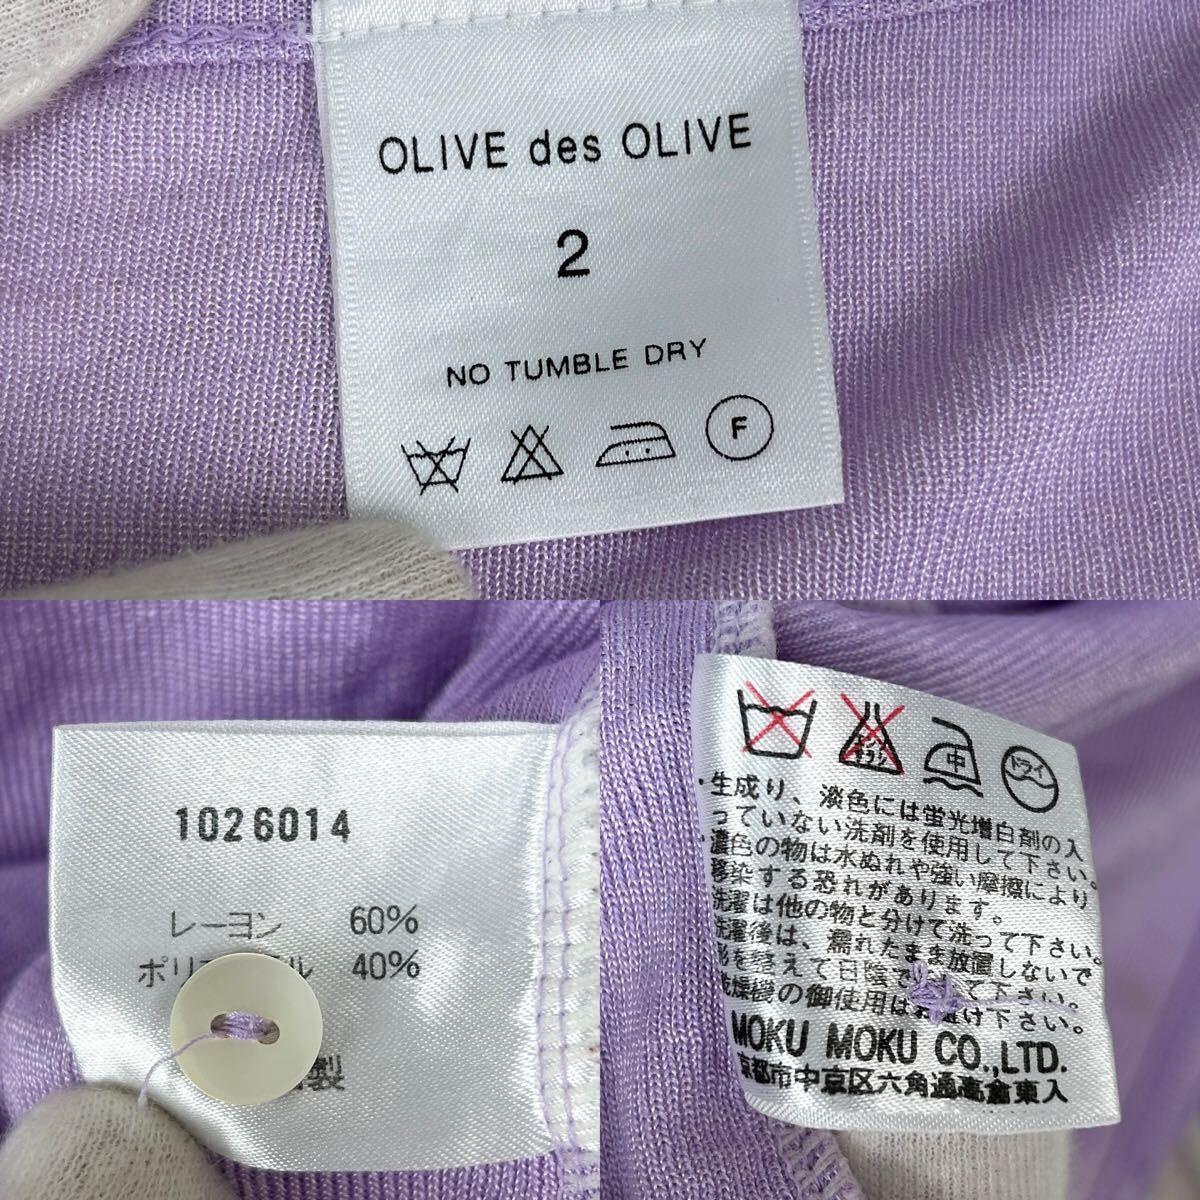 OLIVE des OLIVE
2
NO TUMBLE DRY
F
1026014
レーヨン 60%
40%
製
中
ドライ
・生成り、淡色には蛍光増白剤の入
っていない洗剤を使用して下さい。
・濃色の物は水ぬれや強い摩擦により
移染する恐れがあります。
洗濯は他の物と分けて洗って下さい。
洗濯後は、濡れたまま放置しないで
形を整えて日陰で
燥機の御使用はお避け下さい。
MOKU MOKU CO.,LTD.
京都市中京区六角通高倉東入